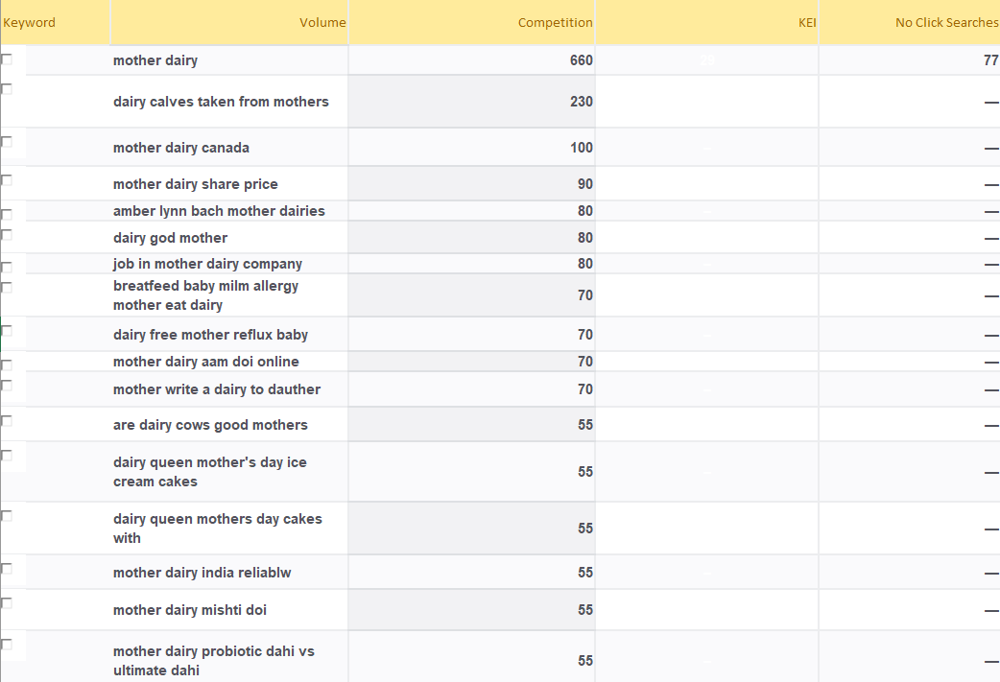 Keyword Volume Competition KEI No Click Searches
mother dairy 660 23 77
dairy calves taken from mothers 230 —
mother dairy canada 100 — —
mother dairy share price 90 —
amber lynn bach mother dairies 80 — —
dairy god mother 80 —
job in mother dairy company 80 — —
breatfeed baby milm allergy
mother eat dairy 70 —
dairy free mother reflux baby 70 — —
mother dairy aam doi online 70 —
mother write a dairy to dauther 70 — —
are dairy cows good mothers 55 —
dairy queen mother's day ice
cream cakes 55 — —
dairy queen mothers day cakes
with 55 —
mother dairy india reliablw 55 — —
mother dairy mishti doi 55 —
mother dairy probiotic dahi vs
ultimate dahi 55 — —